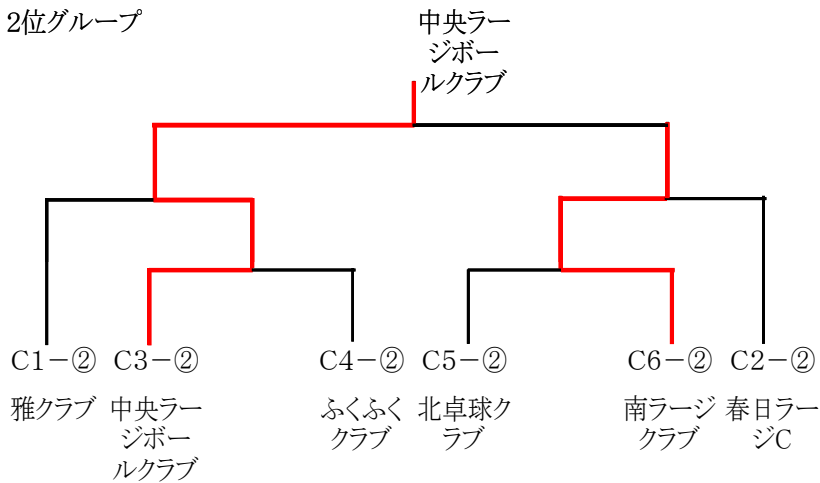 2位グループ
中央ラー
ジボー
ルクラブ
C1－② C3－② C4－② C5－② C6－② C2－②
雅クラブ
中央ラー
ジボー
ルクラブ
ふくふく
クラブ
北卓球ク
ラブ
南ラージ
クラブ
春日ラー
ジC